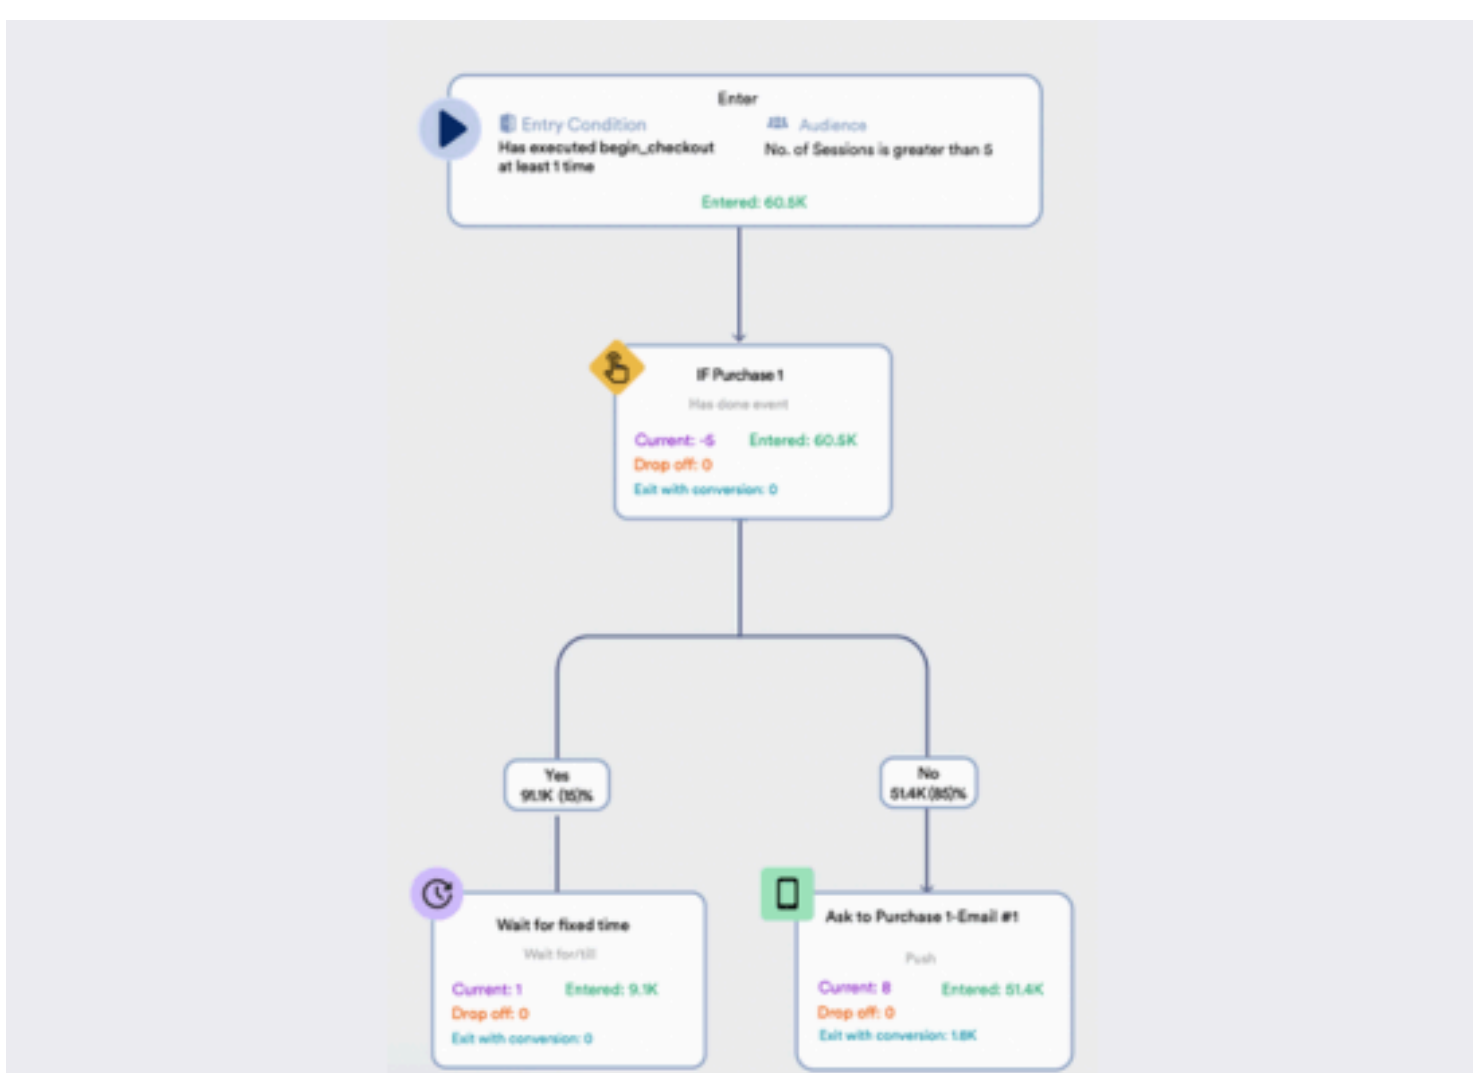 Enter
Entry Condition
Audience
Has executed begin_checkout
at least 1 time
No. of Sessions is greater than 5
Entered: 60.5K
IF Purchase 1
Has done event
Current: -5 Entered: 60.5K
Drop off: 0
Exit with conversion: 0
Yes
91.1K (15)%
No
51.4K (85)%
Wait for fixed time
Wait for/till
Current: 1 Entered: 9.1K
Drop off: 0
Exit with conversion: 0
Ask to Purchase 1-Email #1
Push
Current: 8 Entered: 51.4K
Drop off: 0
Exit with conversion: 1.8K